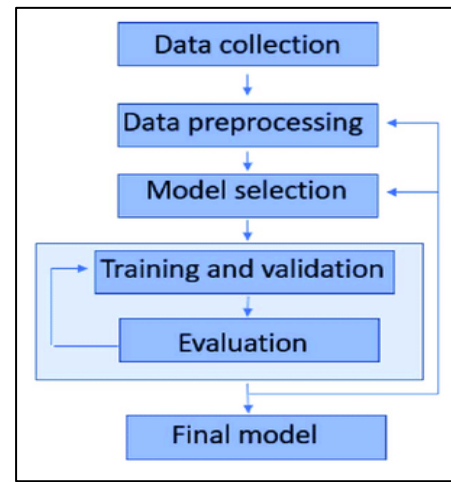 Data collection
Data preprocessing
Model selection
Training and validation
Evaluation
Final model